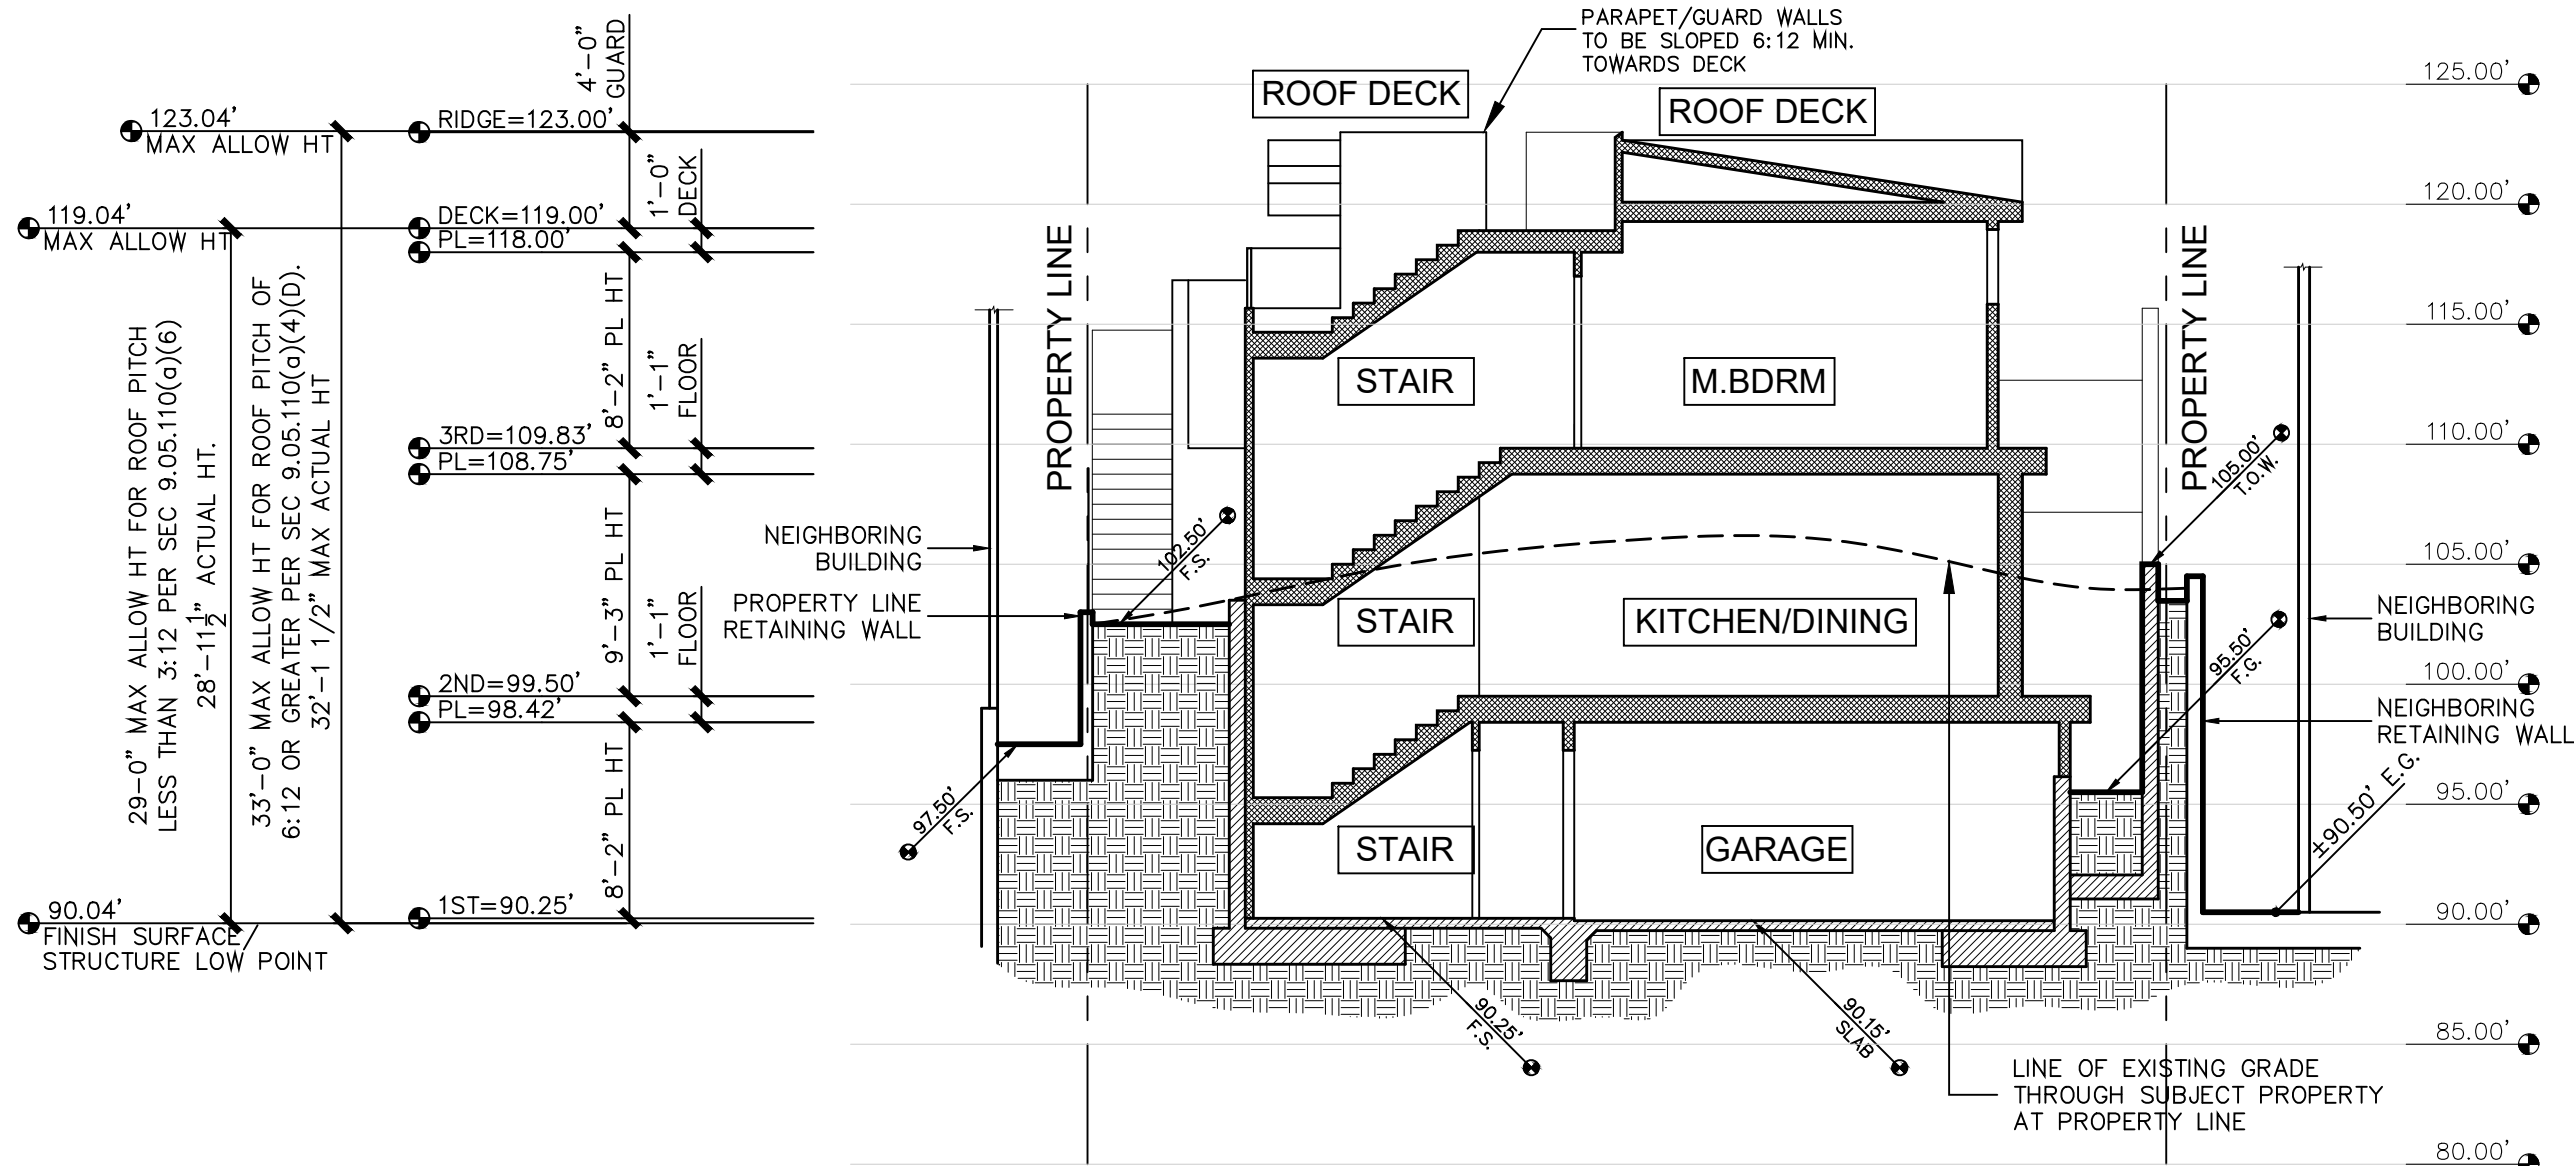 4'-0"
GUARD
123.04'
MAX ALLOW HT
RIDGE=123.00'
1'-0"
DECK
119.04'
MAX ALLOW HT
DECK=119.00'
PL=118.00'
29-0" MAX ALLOW HT FOR ROOF PITCH
LESS THAN 3:12 PER SEC 9.05.110(a)(6)
28'-11 1/2" ACTUAL HT.
33'-0" MAX ALLOW HT FOR ROOF PITCH OF
6:12 OR GREATER PER SEC 9.05.110(a)(4)(D).
32'-1 1/2" MAX ACTUAL HT
8'-2" PL HT
1'-1"
FLOOR
3RD=109.83'
PL=108.75'
9'-3" PL HT
1'-1"
FLOOR
2ND=99.50'
PL=98.42'
8'-2" PL HT
1ST=90.25'
90.04'
FINISH SURFACE
STRUCTURE LOW POINT
PARAPET/GUARD WALLS
TO BE SLOPED 6:12 MIN.
TOWARDS DECK
ROOF DECK
ROOF DECK
PROPERTY LINE
PROPERTY LINE
STAIR
M.BDRM
NEIGHBORING
BUILDING
PROPERTY LINE
RETAINING WALL
102.50'
F.S.
STAIR
KITCHEN/DINING
97.50'
F.S.
STAIR
GARAGE
90.25'
F.S.
90.15'
SLAB
105.00'
T.O.W.
95.50'
F.G.
NEIGHBORING
BUILDING
NEIGHBORING
RETAINING WALL
±90.50' E.G.
LINE OF EXISTING GRADE
THROUGH SUBJECT PROPERTY
AT PROPERTY LINE
125.00'
120.00'
115.00'
110.00'
105.00'
100.00'
95.00'
90.00'
85.00'
80.00'